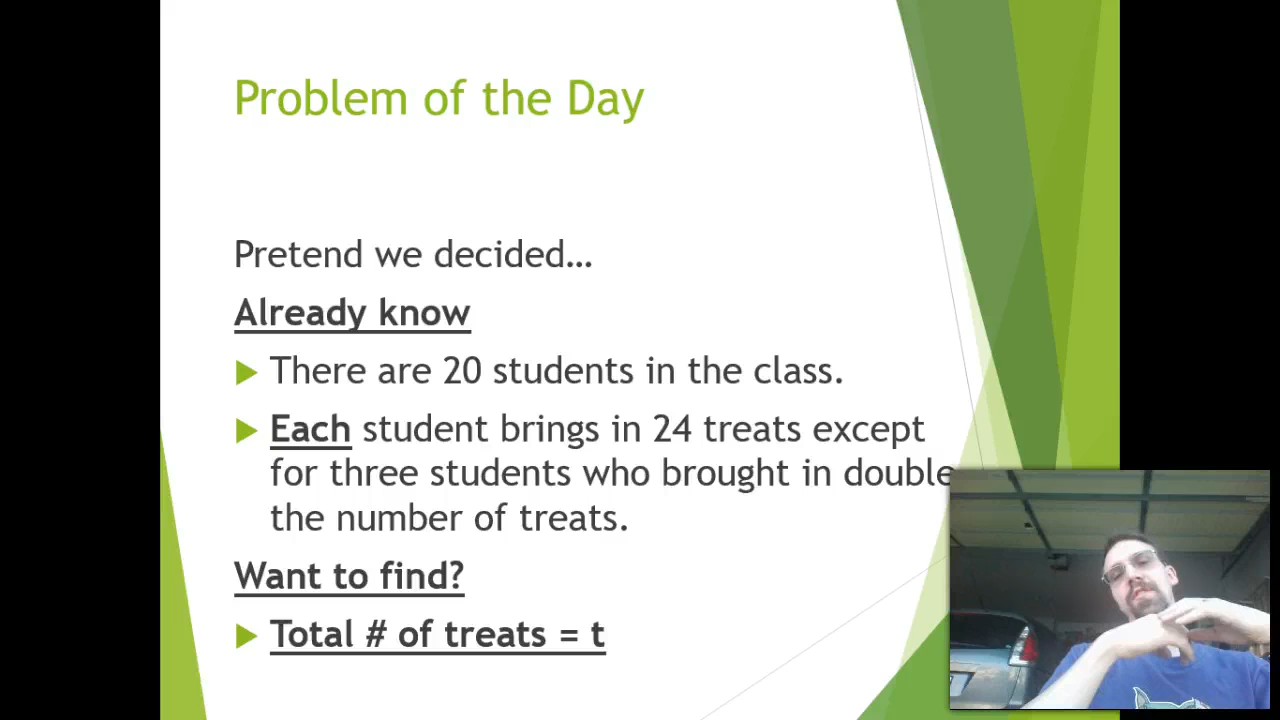 Problem of the Day
Pretend we decided…
Already know
There are 20 students in the class.
Each student brings in 24 treats except
for three students who brought in double
the number of treats.
Want to find?
Total # of treats = t